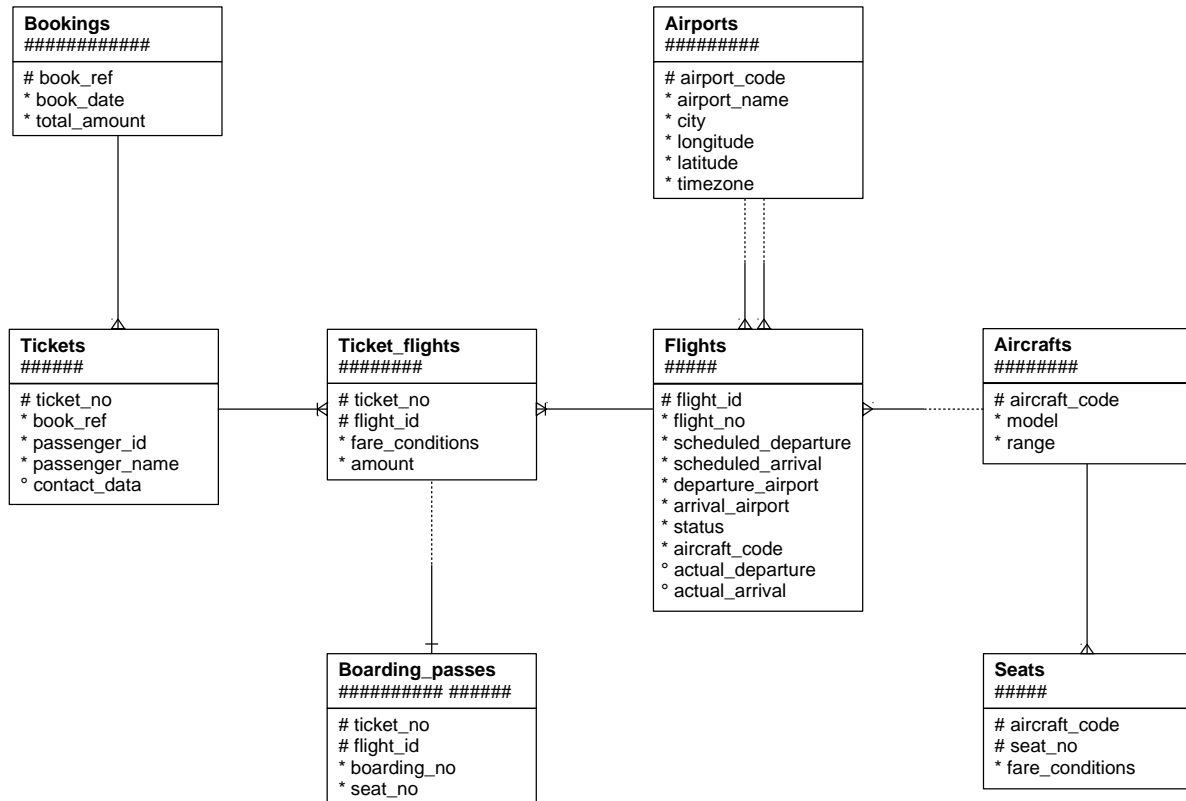 Bookings
############
# book_ref
* book_date
* total_amount
Airports
#########
# airport_code
* airport_name
* city
* longitude
* latitude
* timezone
Tickets
######
# ticket_no
* book_ref
* passenger_id
* passenger_name
° contact_data
Ticket_flights
########
# ticket_no
# flight_id
* fare_conditions
* amount
Flights
#####
# flight_id
* flight_no
* scheduled_departure
* scheduled_arrival
* departure_airport
* arrival_airport
* status
* aircraft_code
° actual_departure
° actual_arrival
Aircrafts
########
# aircraft_code
* model
* range
Boarding_passes
########## ######
# ticket_no
# flight_id
* boarding_no
* seat_no
Seats
#####
# aircraft_code
# seat_no
* fare_conditions